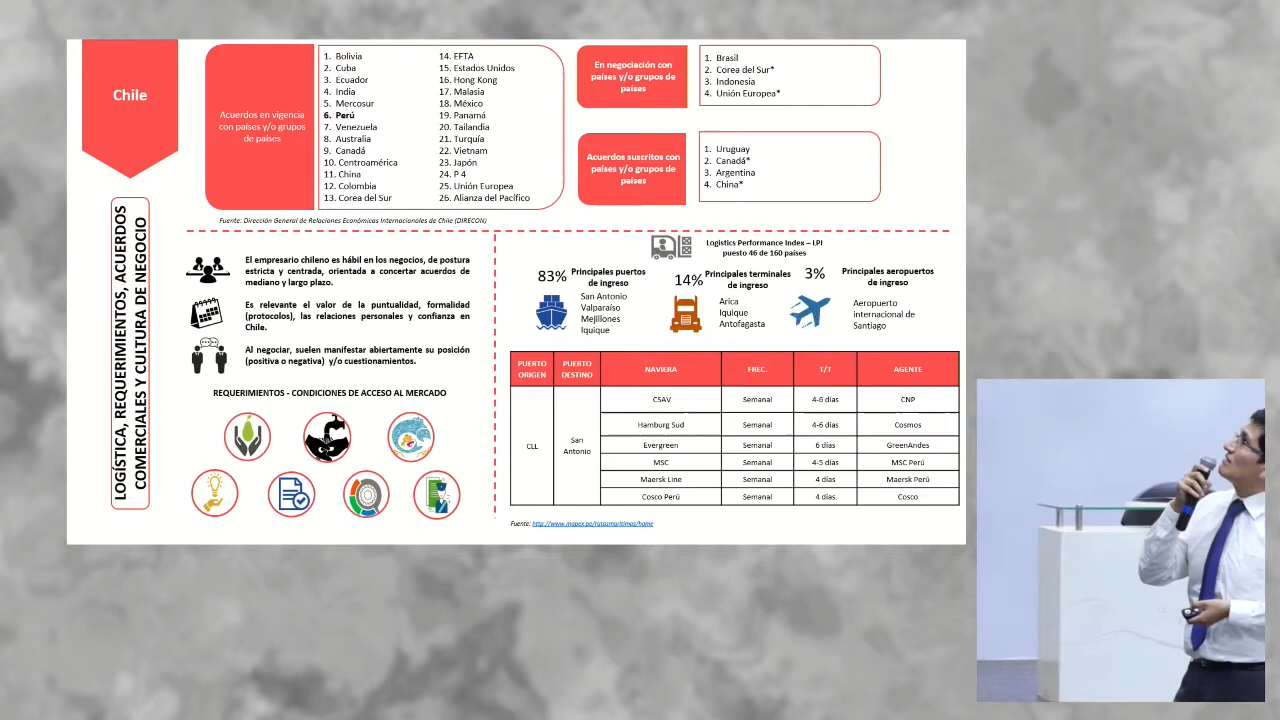 Chile
LOGÍSTICA, REQUERIMIENTOS, ACUERDOS
COMERCIALES Y CULTURA DE NEGOCIO
Acuerdos en vigencia
con países y/o grupos
de países
1. Bolivia
2. Cuba
3. Ecuador
4. India
5. Mercosur
6. Perú
7. Venezuela
8. Australia
9. Canadá
10. Centroamérica
11. China
12. Colombia
13. Corea del Sur
14. EFTA
15. Estados Unidos
16. Hong Kong
17. Malasia
18. México
19. Panamá
20. Tailandia
21. Turquía
22. Vietnam
23. Japón
24. P 4
25. Unión Europea
26. Alianza del Pacífico
En negociación con
países y/o grupos de
países
1. Brasil
2. Corea del Sur*
3. Indonesia
4. Unión Europea*
Acuerdos suscritos con
países y/o grupos de
países
1. Uruguay
2. Canadá*
3. Argentina
4. China*
Fuente: Dirección General de Relaciones Económicas Internacionales de Chile (DIRECON)
El empresario chileno es hábil en los negocios, de postura
estricta y centrada, orientada a concertar acuerdos de
mediano y largo plazo.
Es relevante el valor de la puntualidad, formalidad
(protocolos), las relaciones personales y confianza en
Chile.
Al negociar, suelen manifestar abiertamente su posición
(positiva o negativa) y/o cuestionamientos.
REQUERIMIENTOS - CONDICIONES DE ACCESO AL MERCADO
Logistics Performance Index – LPI
puesto 46 de 160 países
83% Principales puertos
de ingreso
San Antonio
Valparaíso
Mejillones
Iquique
14% Principales terminales
de ingreso
Arica
Iquique
Antofagasta
3% Principales aeropuertos
de ingreso
Aeropuerto
internacional de
Santiago
PUERTO ORIGEN PUERTO DESTINO NAVIERA FREC. T/T AGENTE
CLL San Antonio
CSAV Semanal 4-6 días CNP
Hamburg Sud Semanal 4-6 días Cosmos
Evergreen Semanal 6 días GreenAndes
MSC Semanal 4-5 días MSC Perú
Maersk Line Semanal 4 días Maersk Perú
Cosco Perú Semanal 4 días Cosco
Fuente: http://www.mapex.pe/rutasmaritimas/home